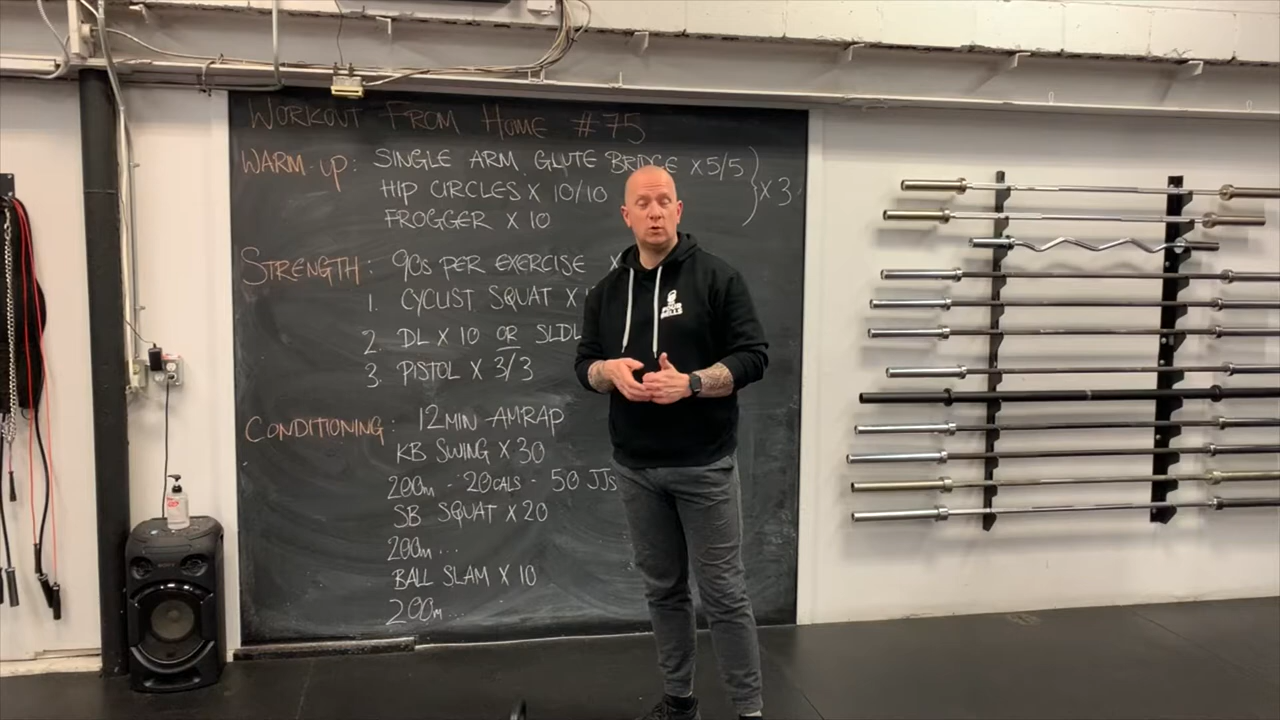 WORKOUT FROM HOME #75
WARM-UP: SINGLE ARM GLUTE BRIDGE x 5/5 } x 3
HIP CIRCLES x 10/10
FROGGER x 10
STRENGTH: 90s PER EXERCISE x
1. CYCLIST SQUAT x
2. DL x 10 OR SLDL
3. PISTOL x 3/3
CONDITIONING: 12MIN AMRAP
KB SWING x 30
200m - 20CALS - 50 JJs
SB SQUAT x 20
200m...
BALL SLAM x 10
200m...
SONY